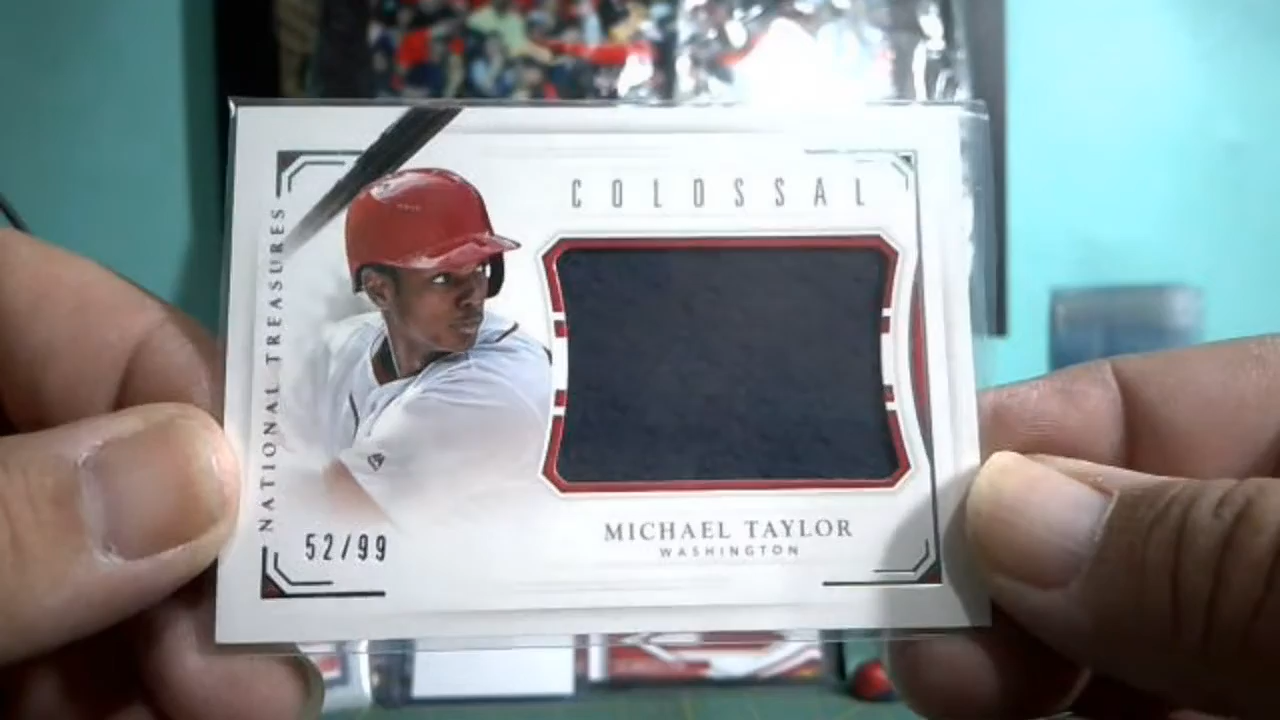 COLOSSAL
NATIONAL TREASURES
52/99
MICHAEL TAYLOR
WASHINGTON